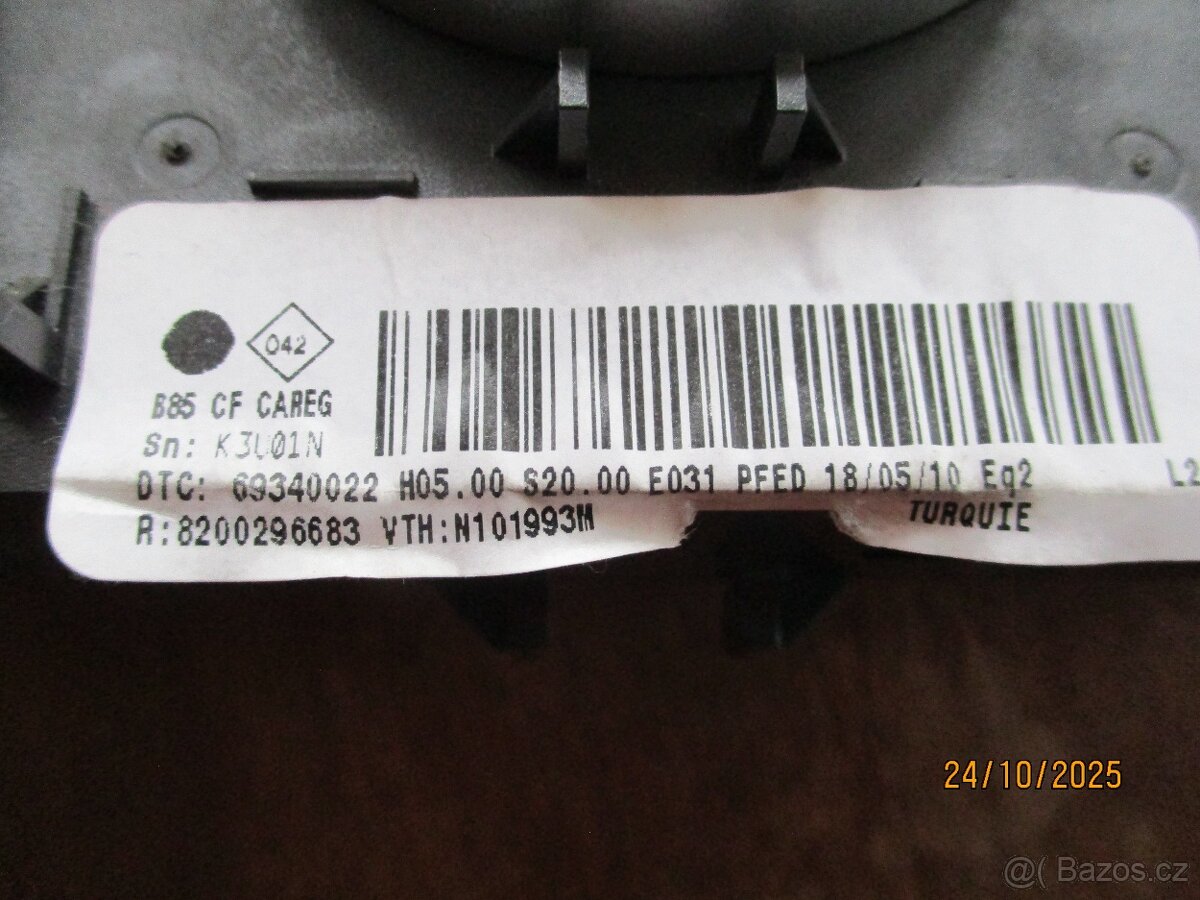 042
B85 CF CAREG
Sn: K3U01N
DTC: 69340022 H05.00 S20.00 E031 PFED 18/05/10 Eq2 L2
R:8200296683 VTH:N101993M TURQUIE
24/10/2025
@( Bazos.cz